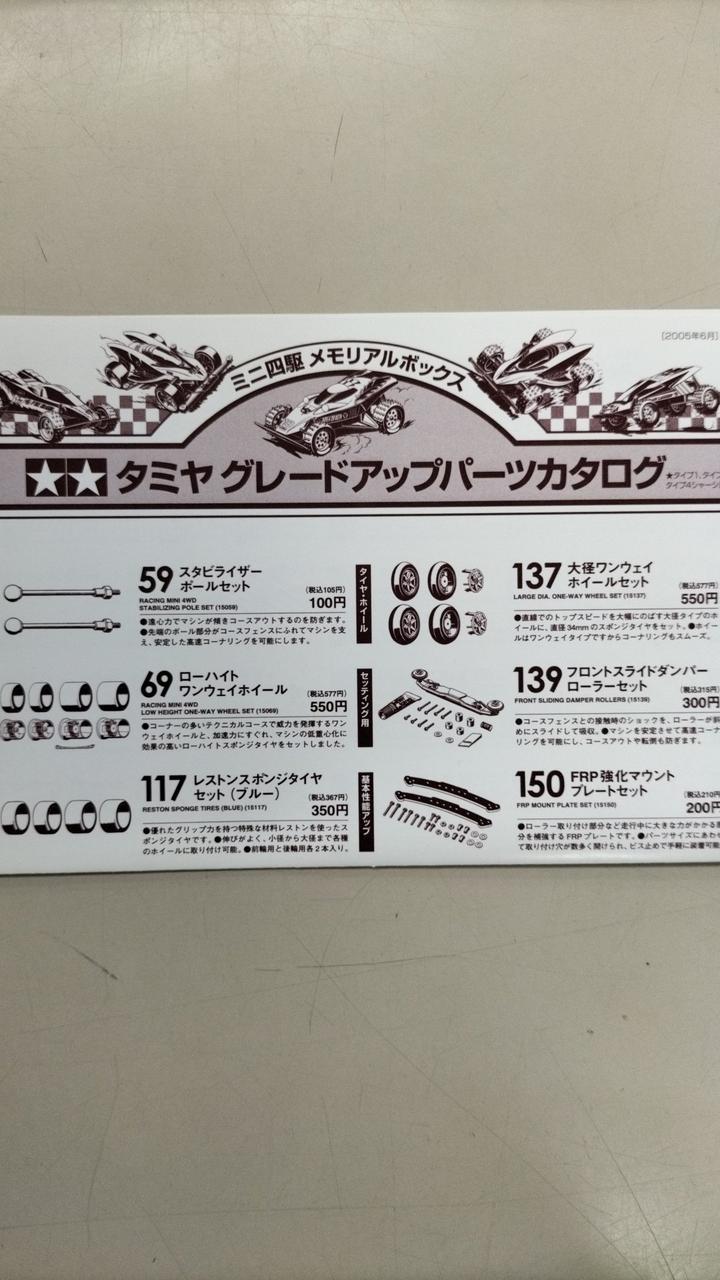 [2005年6月]
ミニ四駆 メモリアルボックス
タミヤ グレードアップパーツカタログ
★タイプ1、タイプ
タイプ4シャーシ
59 スタビライザー
ポールセット
RACING MINI 4WD
STABILIZING POLE SET (15059)
(税込105円)
100円
●遠心力でマシンが傾きコースアウトするのを防ぎます。
●先端のボール部分がコースフェンスにふれてマシンを支
え、安定した高速コーナリングを可能にします。
69 ローハイト
ワンウェイホイール
RACING MINI 4WD
LOW HEIGHT ONE-WAY WHEEL SET (15069)
(税込577円)
550円
●コーナーの多いテクニカルコースで威力を発揮するワン
ウェイホイールと、加速力にすぐれ、マシンの低重心化に
効果の高いローハイトスポンジタイヤをセットしました。
117 レストンスポンジタイヤ
セット（ブルー）
RESTON SPONGE TIRES (BLUE) (15117)
(税込367円)
350円
●優れたグリップ力を持つ特殊な材料レストンを使ったス
ポンジタイヤです。●伸びがよく、小径から大径まで各種
のホイールに取り付け可能。●前輪用と後輪用各2本入り。
タイヤ・ホイール
137 大径ワンウェイ
ホイールセット
LARGE DIA. ONE-WAY WHEEL SET (15137)
(税込577円)
550円
●直線でのトップスピードを大幅にのばす大径タイプのホ
イールに、直径34mmのスポンジタイヤをセット。●ホイー
ルはワンウェイタイプですからコーナリングもスムーズ。
セッティング用
139 フロントスライドダンパー
ローラーセット
FRONT SLIDING DAMPER ROLLERS (15139)
(税込315円)
300円
●コースフェンスとの接触時のショックを、ローラーが斜
めにスライドして吸収。●マシンを安定させて高速コーナ
リングを可能にし、コースアウトや転倒も防ぎます。
基本性能アップ
150 FRP強化マウント
プレートセット
FRP MOUNT PLATE SET (15150)
(税込210円
200円
●ローラー取り付け部分など走行中に大きな力がかかる部
分を補強するFRPプレートです。●パーツサイズにあわせ
て取り付け穴が数多く開けられ、ビス止めで手軽に装着可能